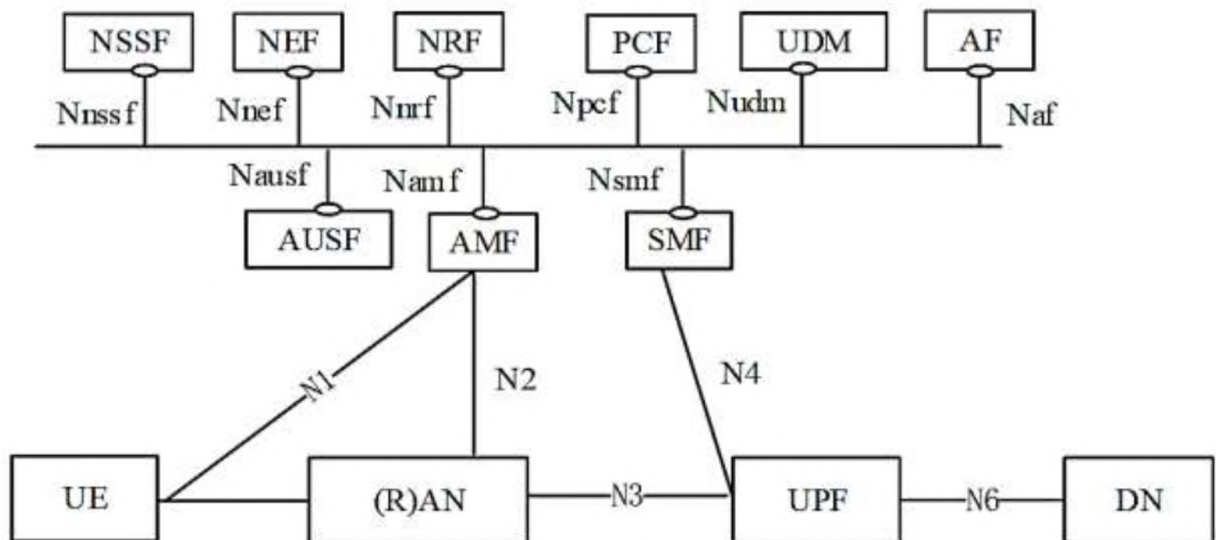 NSSF NEF NRF PCF UDM AF
Nnssf Nnef Nnrf Npcf Nudm Naf
Nausf Namf Nsmf
AUSF AMF SMF
N1 N2 N4
UE (R)AN N3 UPF N6 DN